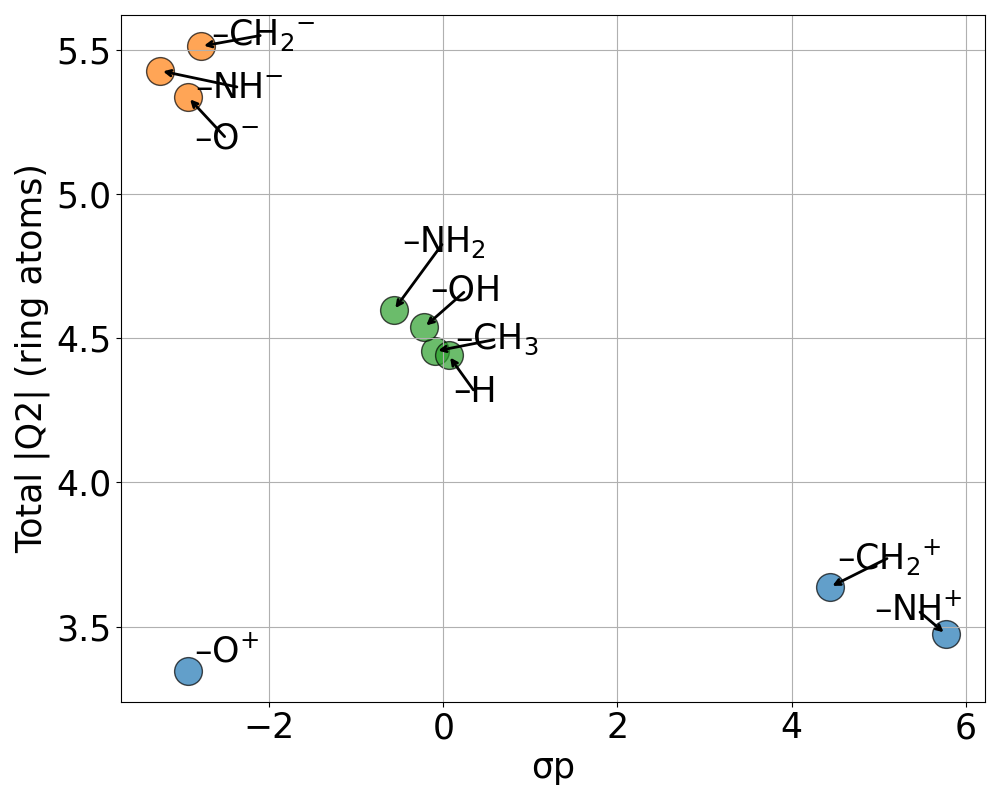 –CH₂⁻
5.5
–NH⁻
–O⁻
5.0
–NH₂
–OH
4.5
–CH₃
–H
4.0
–CH₂⁺
–NH⁺
3.5
–O⁺
−2
0
2
4
6
σp
Total |Q2| (ring atoms)